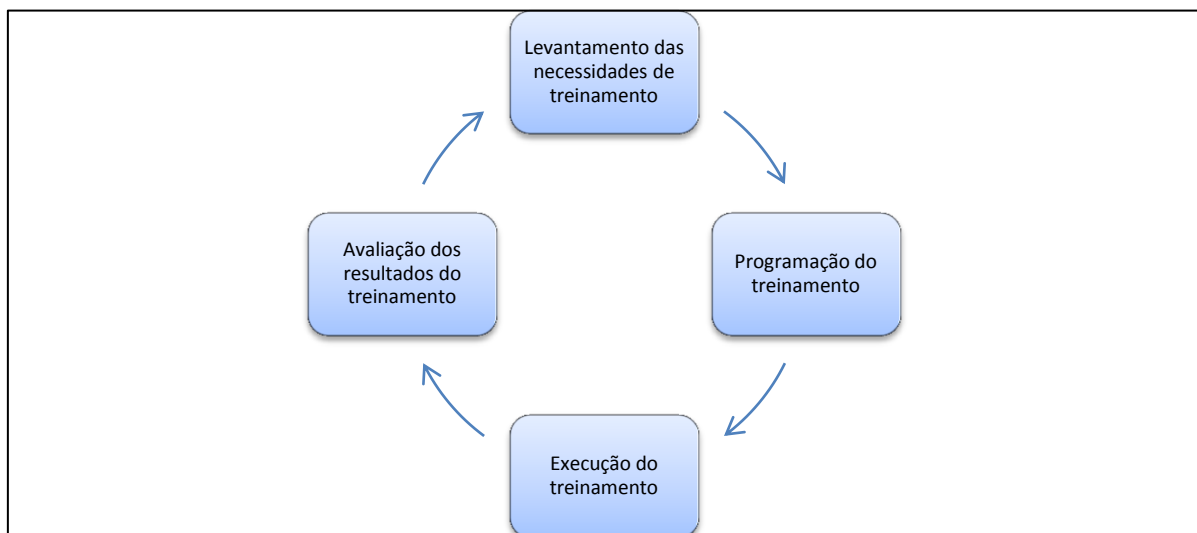 Levantamento das
necessidades de
treinamento
Programação do
treinamento
Execução do
treinamento
Avaliação dos
resultados do
treinamento